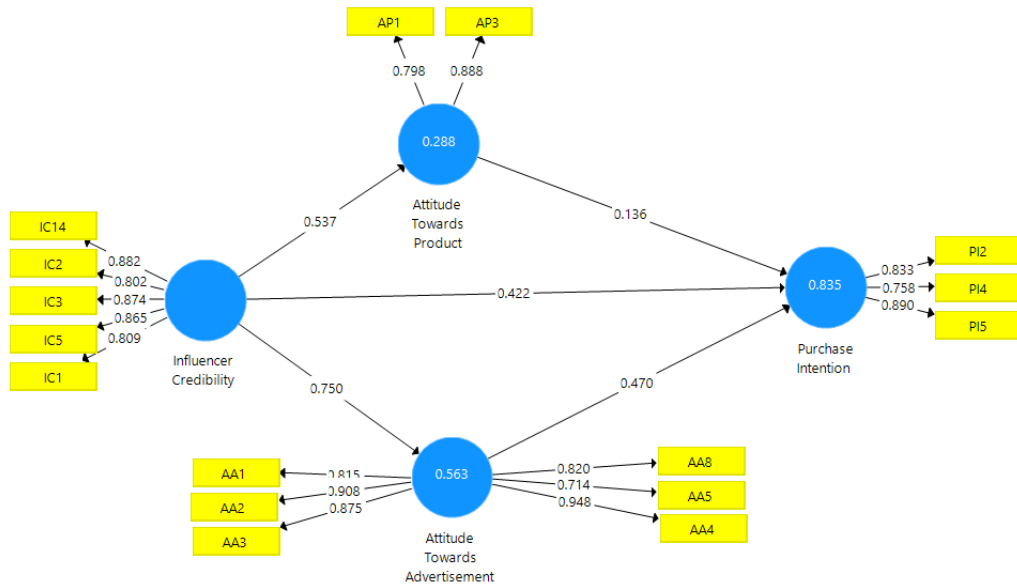 AP1
AP3
0.798
0.888
0.288
Attitude
Towards
Product
0.537
0.136
IC14
IC2
IC3
IC5
IC1
0.882
0.802
0.874
0.865
0.809
Influencer
Credibility
0.422
0.835
Purchase
Intention
PI2
PI4
PI5
0.833
0.758
0.890
0.750
0.470
AA1
AA2
AA3
0.815
0.908
0.875
0.563
Attitude
Towards
Advertisement
0.820
0.714
0.948
AA8
AA5
AA4